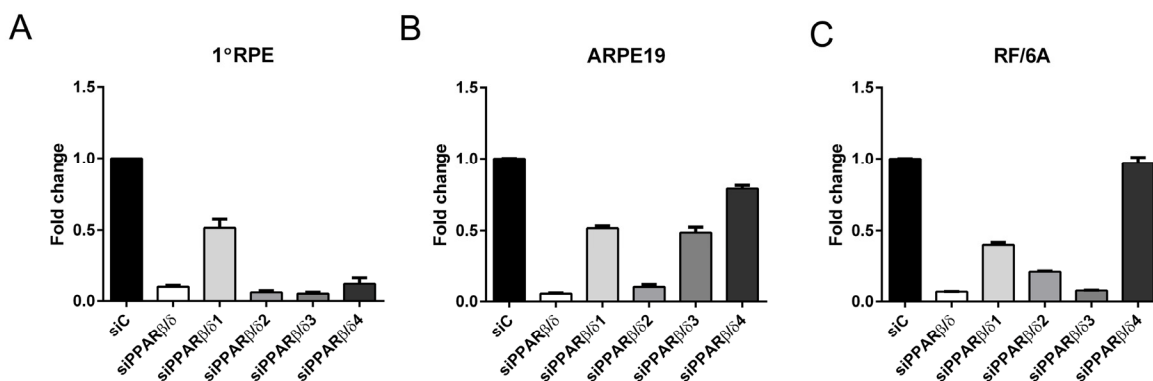 A
1°RPE
Fold change
1.5
1.0
0.5
0.0
siC
siPPARβ/δ
siPPARβ/δ1
siPPARβ/δ2
siPPARβ/δ3
siPPARβ/δ4
B
ARPE19
Fold change
1.5
1.0
0.5
0.0
siC
siPPARβ/δ
siPPARβ/δ1
siPPARβ/δ2
siPPARβ/δ3
siPPARβ/δ4
C
RF/6A
Fold change
1.5
1.0
0.5
0.0
siC
siPPARβ/δ
siPPARβ/δ1
siPPARβ/δ2
siPPARβ/δ3
siPPARβ/δ4